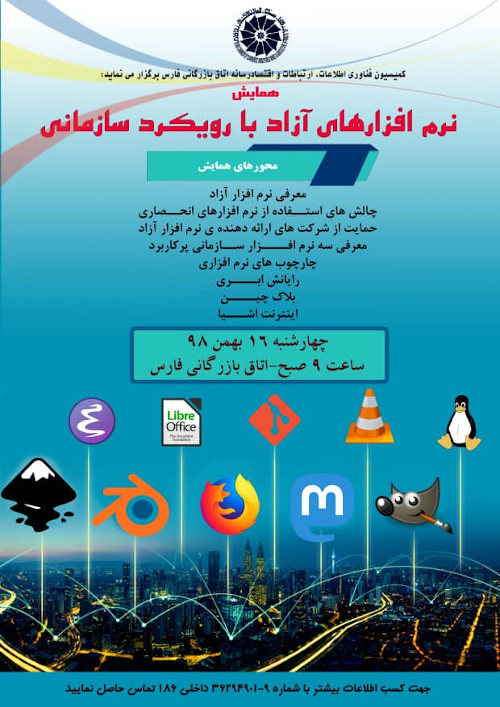 کمیسیون فناوری اطلاعات، ارتباطات و اقتصادرسانه اتاق بازرگانی فارس برگزار می نماید:
همایش
نرم افزارهای آزاد با رویکرد سازمانی
محورهای همایش
معرفی نرم افزار آزاد
چالش های استفاده از نرم افزارهای انحصاری
حمایت از شرکت های ارائه دهنده ی نرم افزار آزاد
معرفی سه نرم افزار سازمانی پرکاربرد
چارچوب های نرم افزاری
رایانش ابری
بلاک چین
اینترنت اشیا
چهارشنبه ۱۶ بهمن ۹۸
ساعت ۹ صبح-اتاق بازرگانی فارس
Libre
Office
The Document Foundation
m
جهت کسب اطلاعات بیشتر با شماره ۹-۳۶۲۹۴۹۰۱ داخلی ۱۸۶ تماس حاصل نمایید